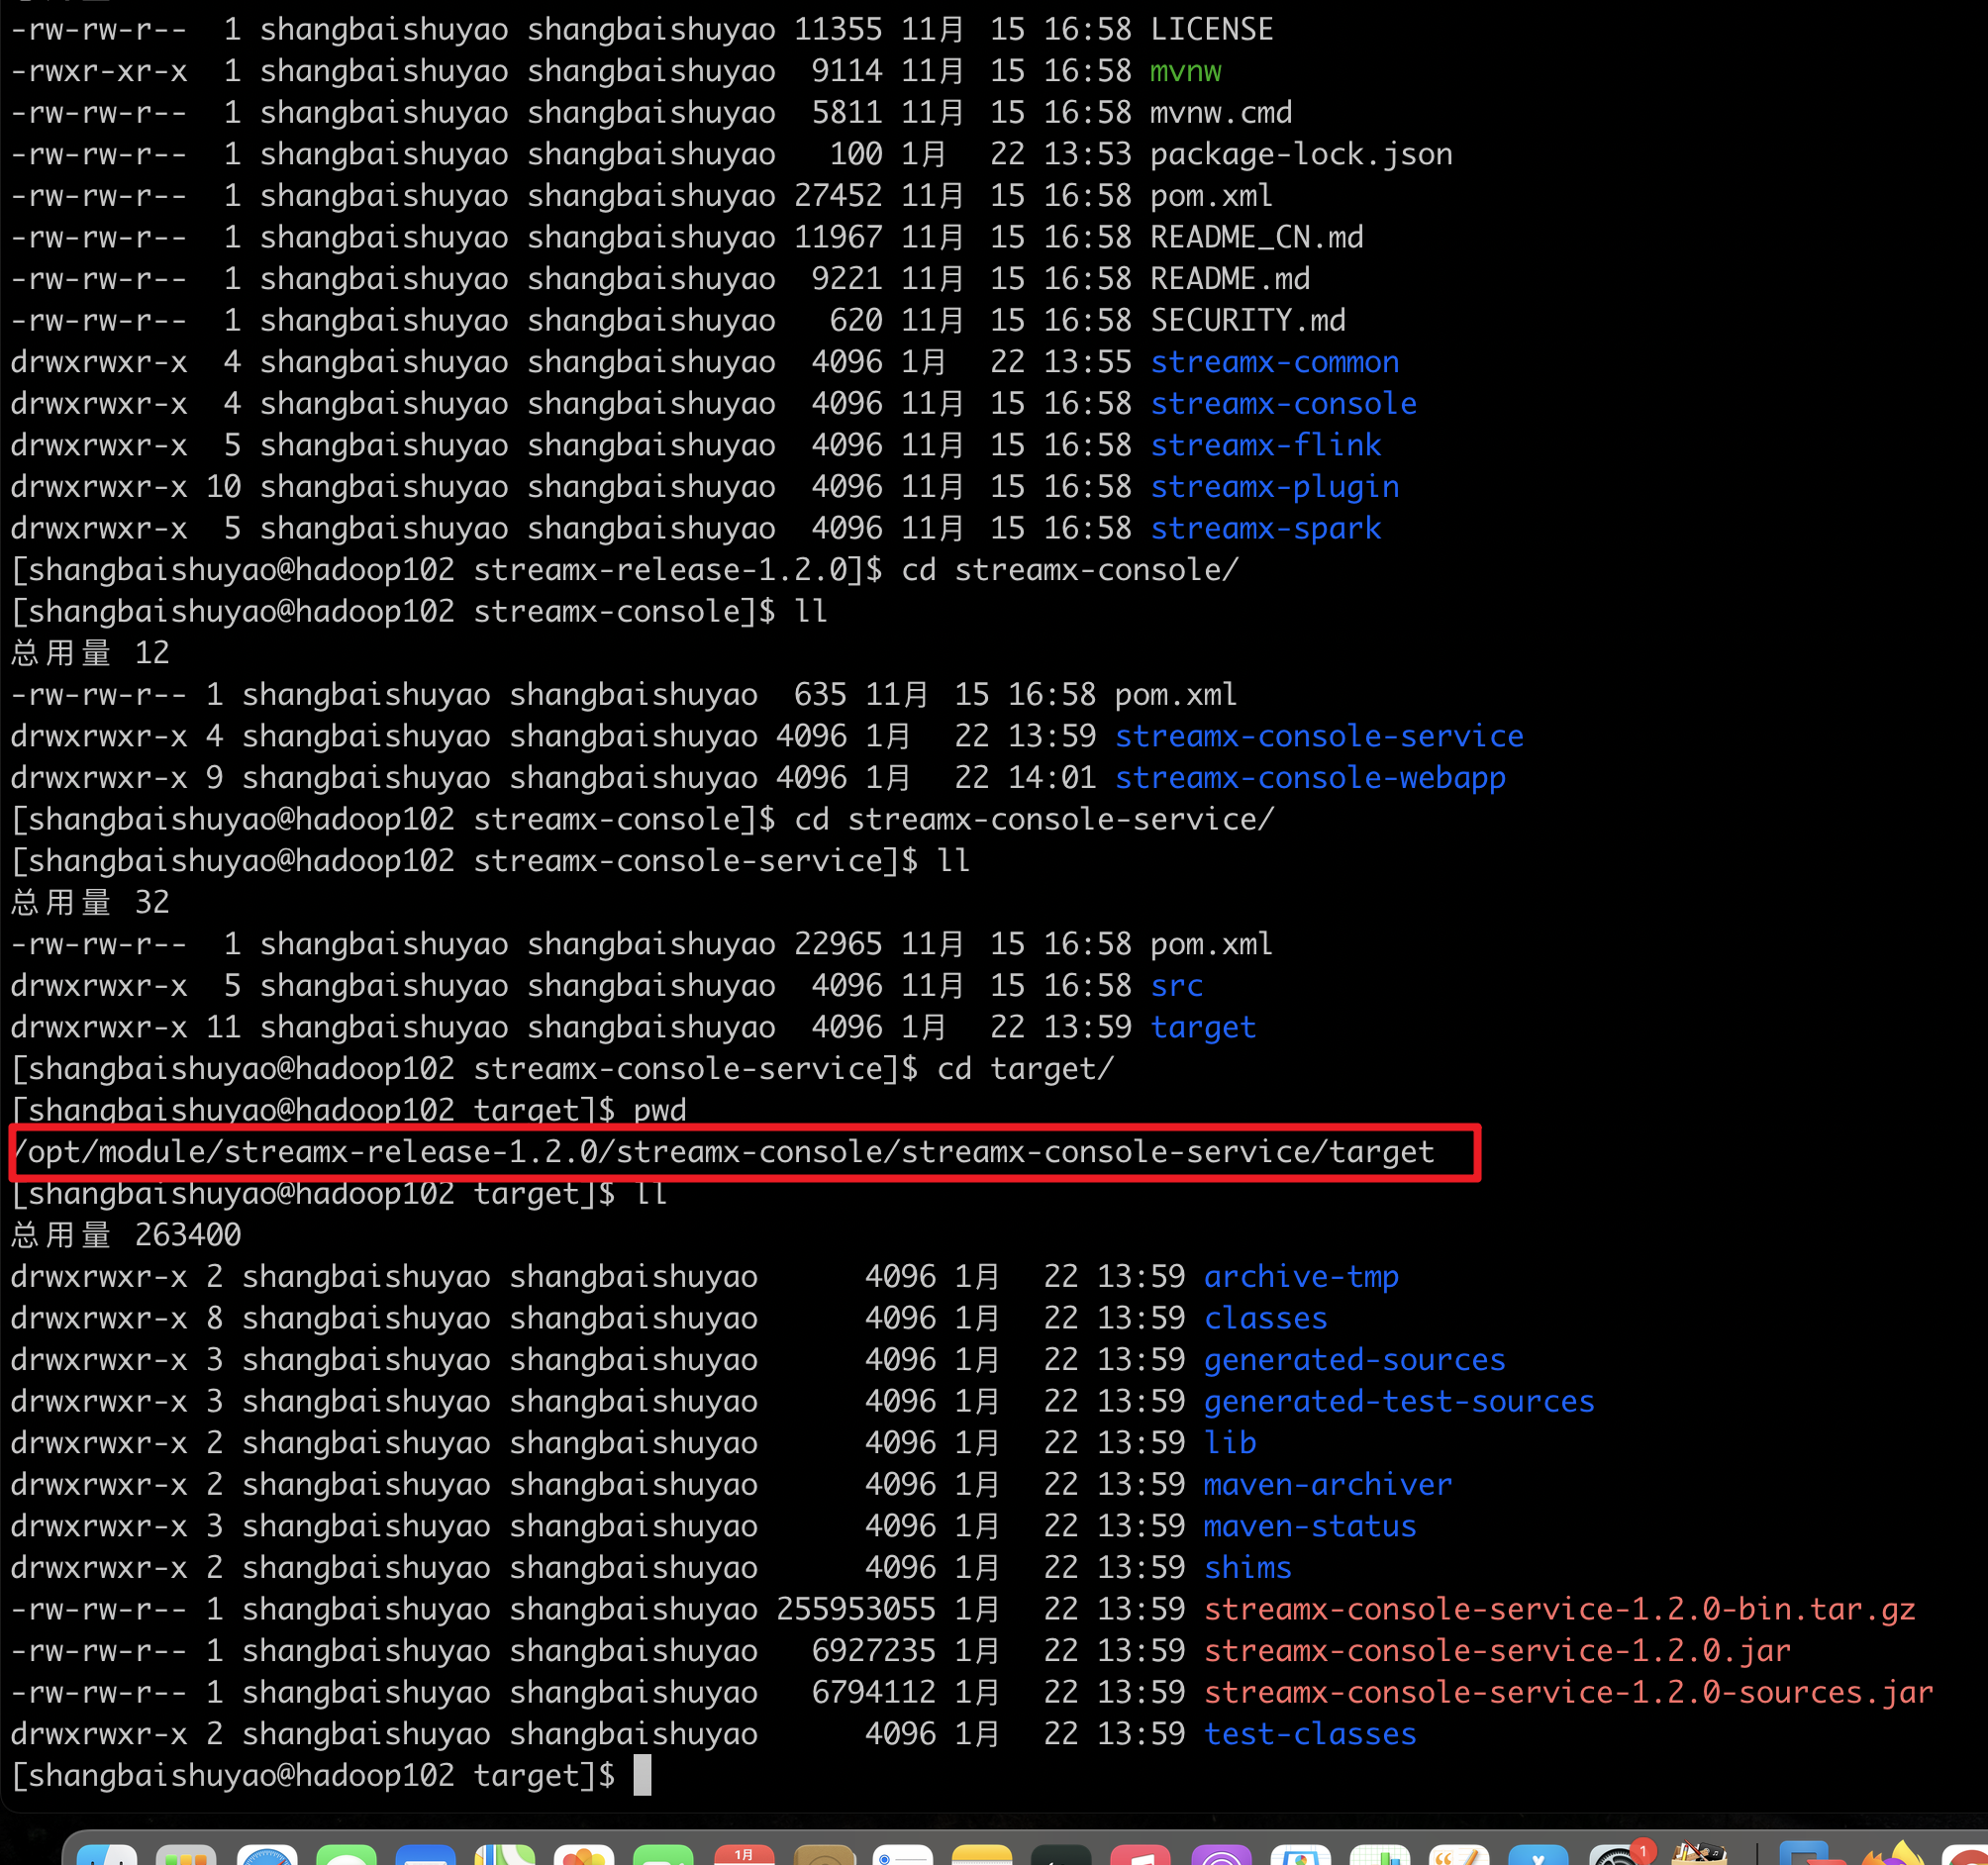 -rw-rw-r--  1 shangbaishuyao shangbaishuyao 11355 11月  15 16:58 LICENSE
-rwxr-xr-x  1 shangbaishuyao shangbaishuyao  9114 11月  15 16:58 mvnw
-rw-rw-r--  1 shangbaishuyao shangbaishuyao  5811 11月  15 16:58 mvnw.cmd
-rw-rw-r--  1 shangbaishuyao shangbaishuyao   100 1月   22 13:53 package-lock.json
-rw-rw-r--  1 shangbaishuyao shangbaishuyao 27452 11月  15 16:58 pom.xml
-rw-rw-r--  1 shangbaishuyao shangbaishuyao 11967 11月  15 16:58 README_CN.md
-rw-rw-r--  1 shangbaishuyao shangbaishuyao  9221 11月  15 16:58 README.md
-rw-rw-r--  1 shangbaishuyao shangbaishuyao   620 11月  15 16:58 SECURITY.md
drwxrwxr-x  4 shangbaishuyao shangbaishuyao  4096 1月   22 13:55 streamx-common
drwxrwxr-x  4 shangbaishuyao shangbaishuyao  4096 11月  15 16:58 streamx-console
drwxrwxr-x  5 shangbaishuyao shangbaishuyao  4096 11月  15 16:58 streamx-flink
drwxrwxr-x 10 shangbaishuyao shangbaishuyao  4096 11月  15 16:58 streamx-plugin
drwxrwxr-x  5 shangbaishuyao shangbaishuyao  4096 11月  15 16:58 streamx-spark
[shangbaishuyao@hadoop102 streamx-release-1.2.0]$ cd streamx-console/
[shangbaishuyao@hadoop102 streamx-console]$ ll
总用量 12
-rw-rw-r-- 1 shangbaishuyao shangbaishuyao  635 11月  15 16:58 pom.xml
drwxrwxr-x 4 shangbaishuyao shangbaishuyao 4096 1月   22 13:59 streamx-console-service
drwxrwxr-x 9 shangbaishuyao shangbaishuyao 4096 1月   22 14:01 streamx-console-webapp
[shangbaishuyao@hadoop102 streamx-console]$ cd streamx-console-service/
[shangbaishuyao@hadoop102 streamx-console-service]$ ll
总用量 32
-rw-rw-r--  1 shangbaishuyao shangbaishuyao 22965 11月  15 16:58 pom.xml
drwxrwxr-x  5 shangbaishuyao shangbaishuyao  4096 11月  15 16:58 src
drwxrwxr-x 11 shangbaishuyao shangbaishuyao  4096 1月   22 13:59 target
[shangbaishuyao@hadoop102 streamx-console-service]$ cd target/
[shangbaishuyao@hadoop102 target]$ pwd
/opt/module/streamx-release-1.2.0/streamx-console/streamx-console-service/target
[shangbaishuyao@hadoop102 target]$ ll
总用量 263400
drwxrwxr-x 2 shangbaishuyao shangbaishuyao      4096 1月   22 13:59 archive-tmp
drwxrwxr-x 8 shangbaishuyao shangbaishuyao      4096 1月   22 13:59 classes
drwxrwxr-x 3 shangbaishuyao shangbaishuyao      4096 1月   22 13:59 generated-sources
drwxrwxr-x 3 shangbaishuyao shangbaishuyao      4096 1月   22 13:59 generated-test-sources
drwxrwxr-x 2 shangbaishuyao shangbaishuyao      4096 1月   22 13:59 lib
drwxrwxr-x 2 shangbaishuyao shangbaishuyao      4096 1月   22 13:59 maven-archiver
drwxrwxr-x 3 shangbaishuyao shangbaishuyao      4096 1月   22 13:59 maven-status
drwxrwxr-x 2 shangbaishuyao shangbaishuyao      4096 1月   22 13:59 shims
-rw-rw-r-- 1 shangbaishuyao shangbaishuyao 255953055 1月   22 13:59 streamx-console-service-1.2.0-bin.tar.gz
-rw-rw-r-- 1 shangbaishuyao shangbaishuyao   6927235 1月   22 13:59 streamx-console-service-1.2.0.jar
-rw-rw-r-- 1 shangbaishuyao shangbaishuyao   6794112 1月   22 13:59 streamx-console-service-1.2.0-sources.jar
drwxrwxr-x 2 shangbaishuyao shangbaishuyao      4096 1月   22 13:59 test-classes
[shangbaishuyao@hadoop102 target]$
1月
1